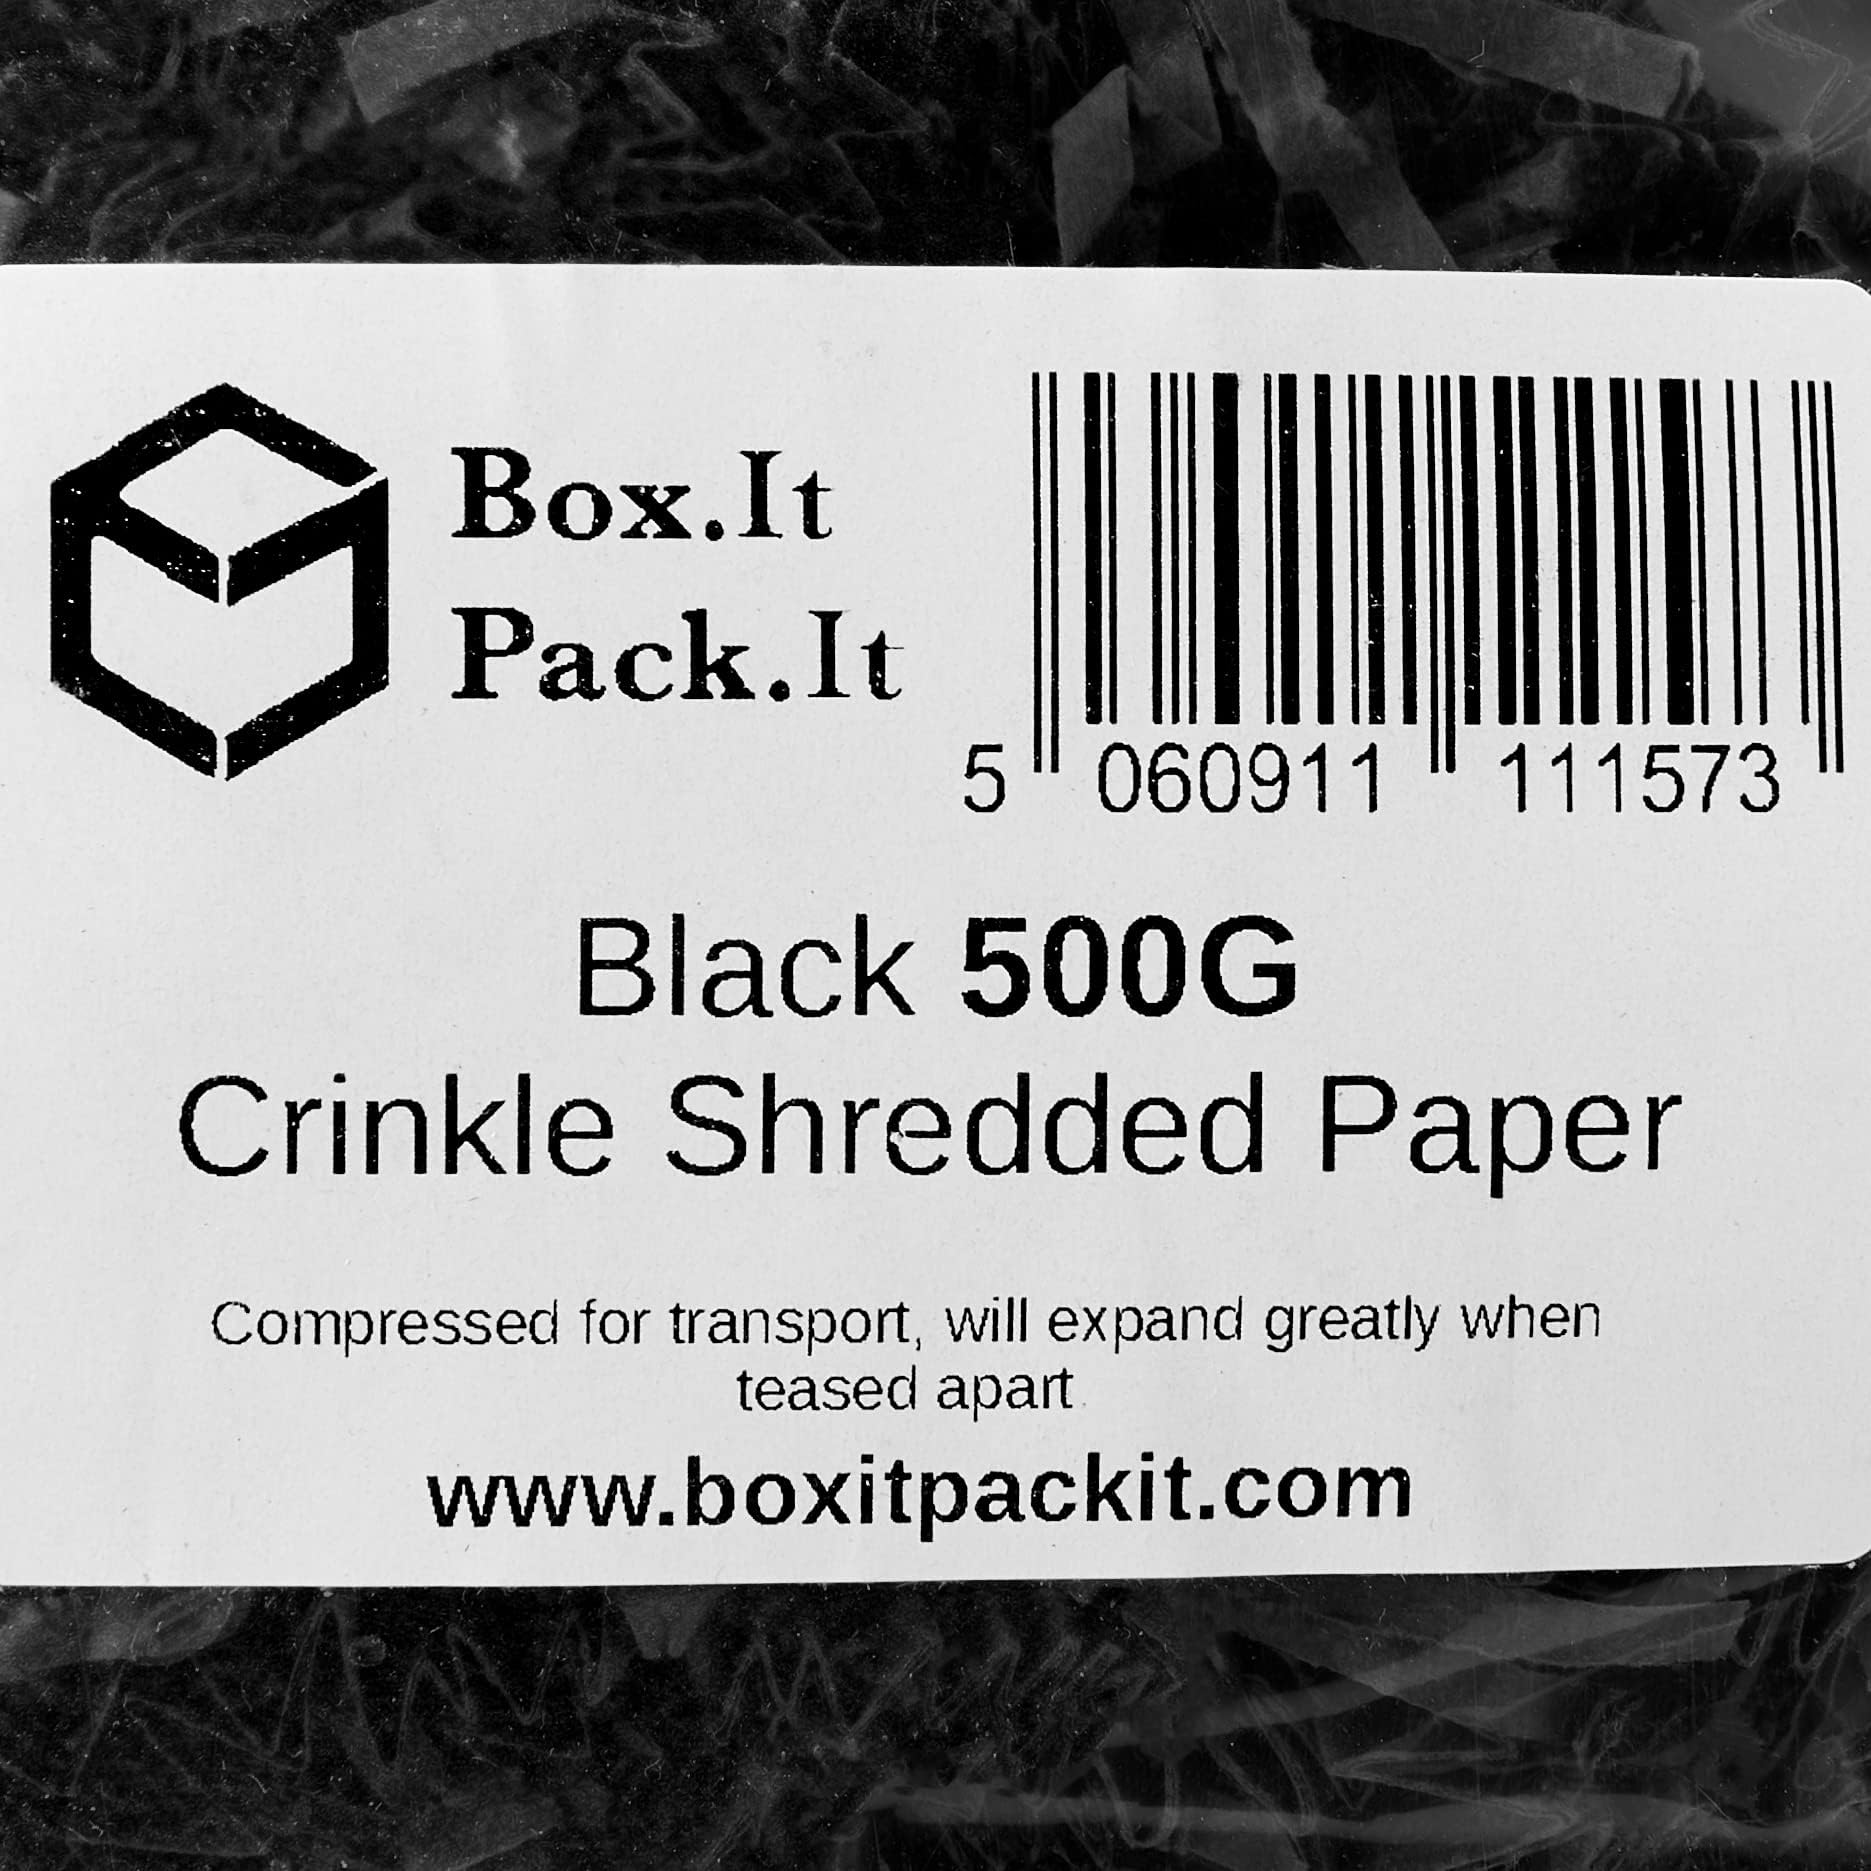 Box.It
Pack.It
5 060911 111573
Black 500G
Crinkle Shredded Paper
Compressed for transport, will expand greatly when
teased apart
www.boxitpackit.com